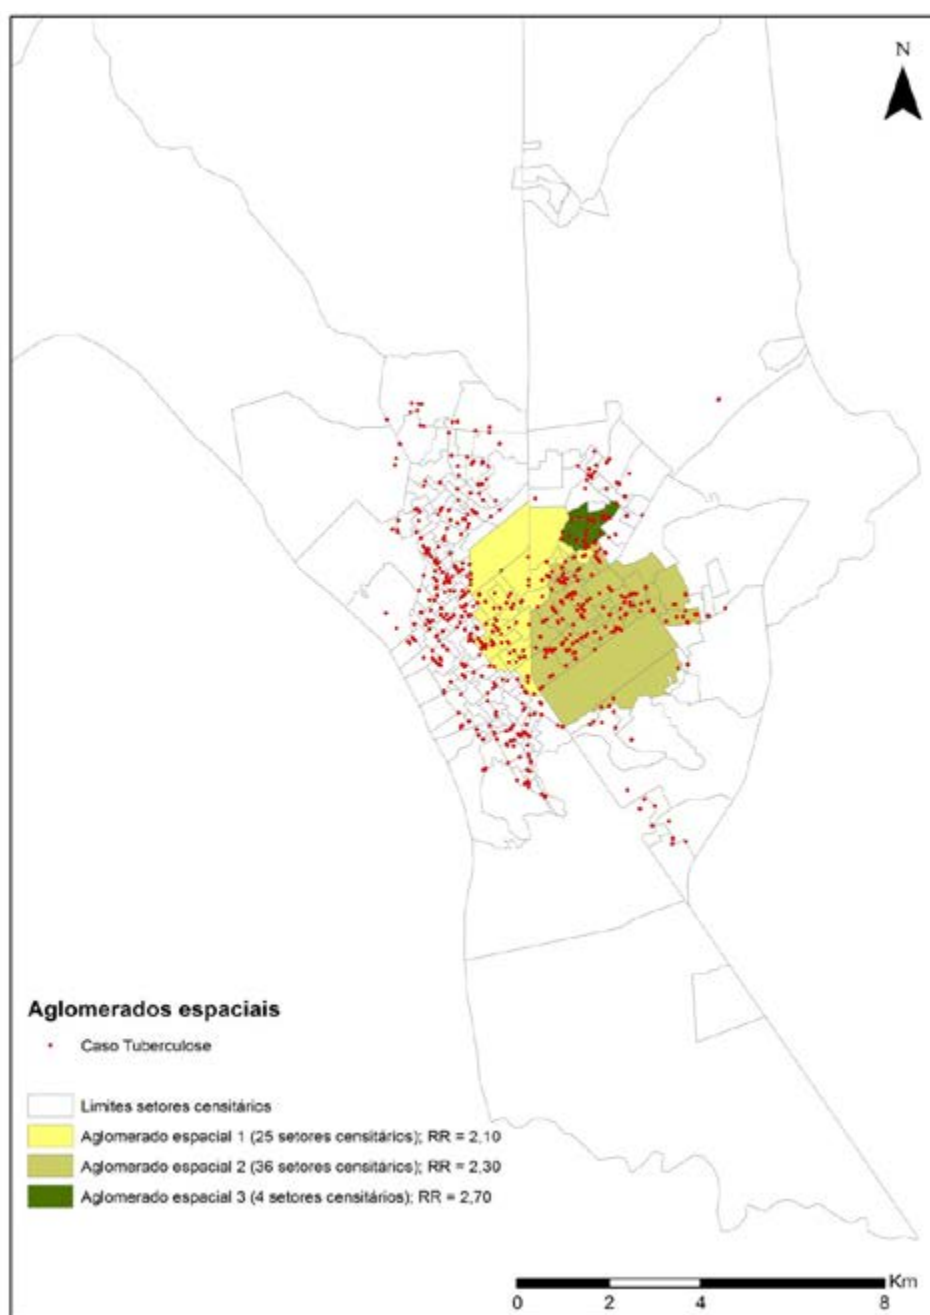 N
Aglomerados espaciais
Caso Tuberculose
Limites setores censitários
Aglomerado espacial 1 (25 setores censitários); RR = 2,10
Aglomerado espacial 2 (36 setores censitários); RR = 2,30
Aglomerado espacial 3 (4 setores censitários); RR = 2,70
Km
0 2 4 8